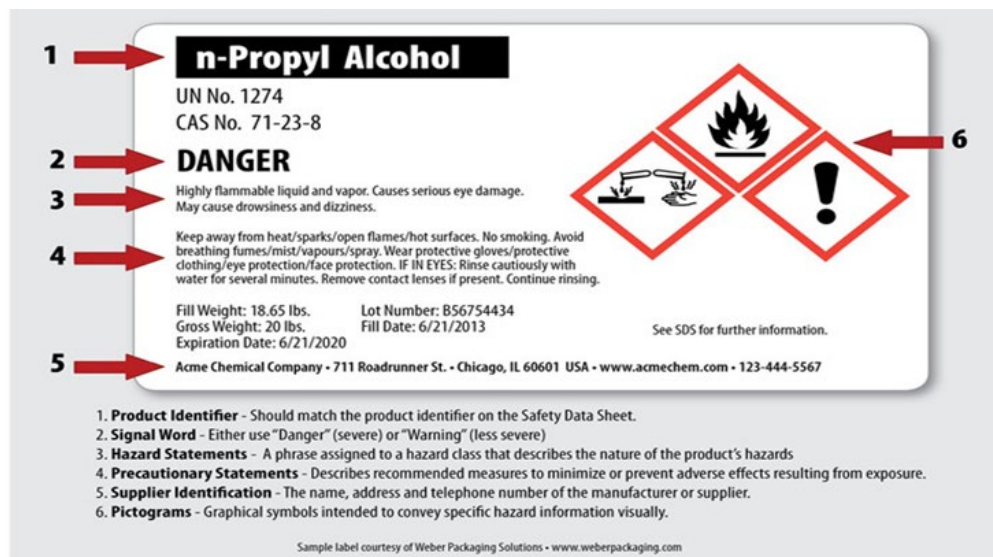 1
n-Propyl Alcohol
UN No. 1274
CAS No. 71-23-8
2
DANGER
3
Highly flammable liquid and vapor. Causes serious eye damage.
May cause drowsiness and dizziness.
4
Keep away from heat/sparks/open flames/hot surfaces. No smoking. Avoid
breathing fumes/mist/vapours/spray. Wear protective gloves/protective
clothing/eye protection/face protection. IF IN EYES: Rinse cautiously with
water for several minutes. Remove contact lenses if present. Continue rinsing.
6
Fill Weight: 18.65 lbs. Lot Number: B56754434
Gross Weight: 20 lbs. Fill Date: 6/21/2013
Expiration Date: 6/21/2020
See SDS for further information.
5
Acme Chemical Company • 711 Roadrunner St. • Chicago, IL 60601 USA • www.acmechem.com • 123-444-5567
1. Product Identifier - Should match the product identifier on the Safety Data Sheet.
2. Signal Word - Either use "Danger" (severe) or "Warning" (less severe)
3. Hazard Statements - A phrase assigned to a hazard class that describes the nature of the product's hazards
4. Precautionary Statements - Describes recommended measures to minimize or prevent adverse effects resulting from exposure.
5. Supplier Identification - The name, address and telephone number of the manufacturer or supplier.
6. Pictograms - Graphical symbols intended to convey specific hazard information visually.
Sample label courtesy of Weber Packaging Solutions • www.weberpackaging.com